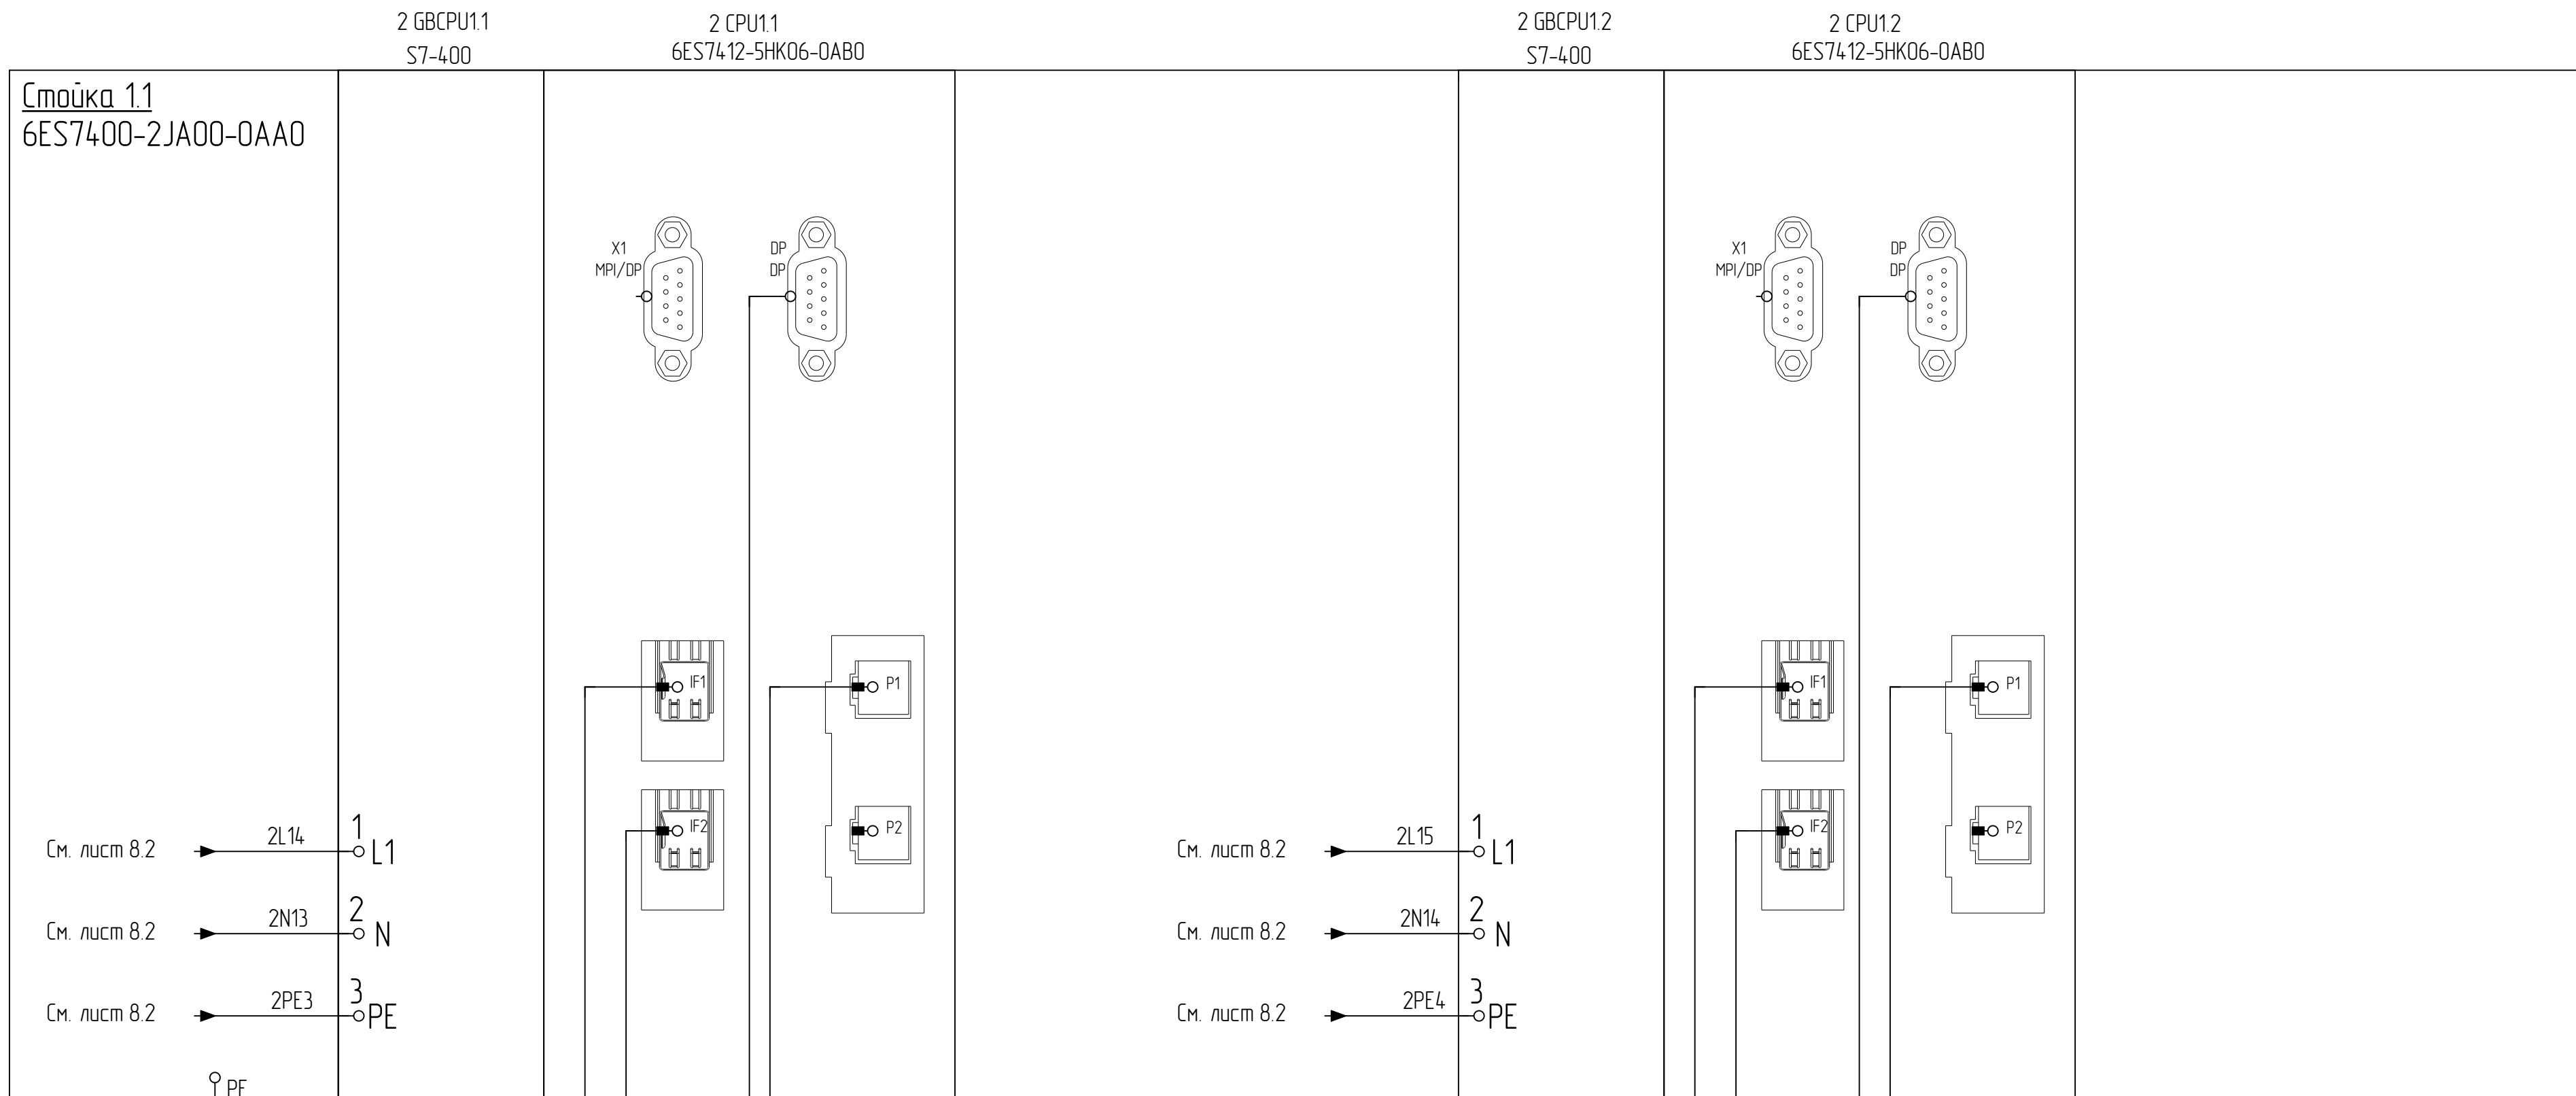 2 GBCPU1.1
S7-400
2 CPU1.1
6ES7412-5HK06-0AB0
2 GBCPU1.2
S7-400
2 CPU1.2
6ES7412-5HK06-0AB0
Стойка 1.1
6ES7400-2JA00-0AA0
X1
MPI/DP
DP
DP
X1
MPI/DP
DP
DP
IF1
P1
IF2
P2
IF1
P1
IF2
P2
См. лист 8.2
2L14
1
L1
См. лист 8.2
2N13
2
N
См. лист 8.2
2PE3
3
PE
PE
См. лист 8.2
2L15
1
L1
См. лист 8.2
2N14
2
N
См. лист 8.2
2PE4
3
PE